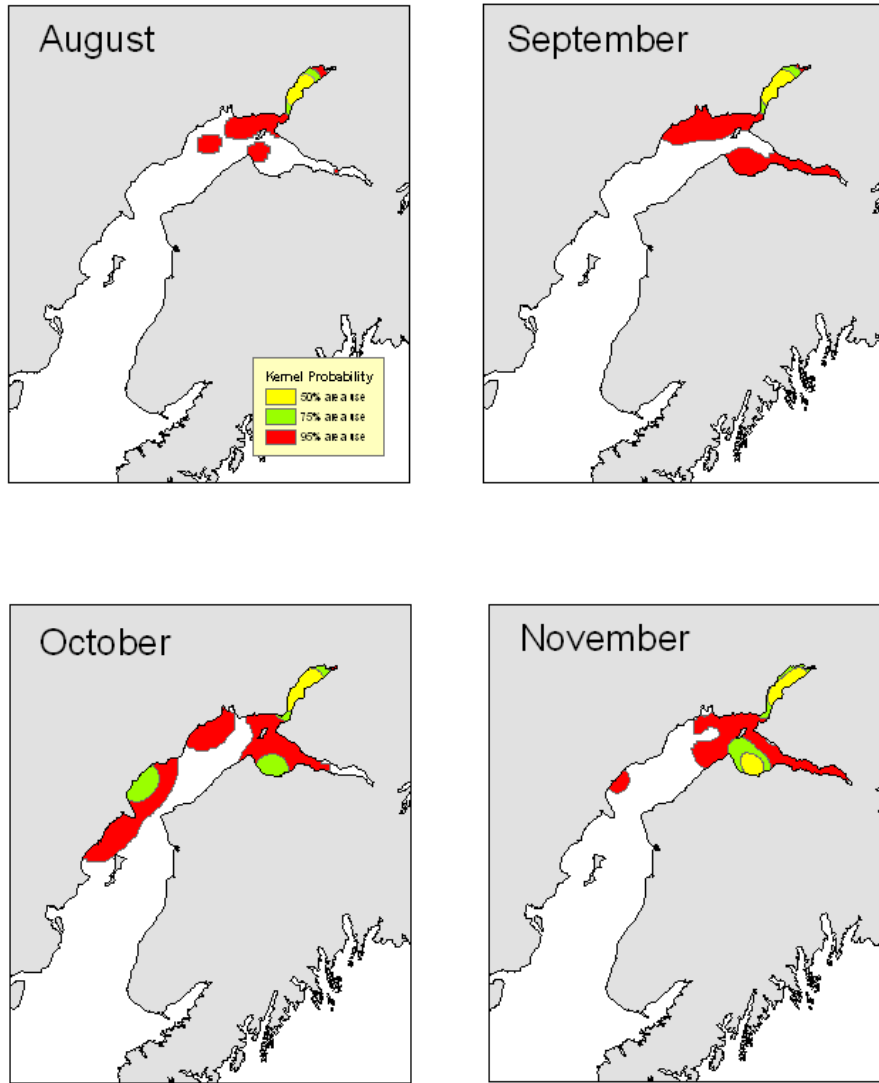 August
September
Kernel Probability
50% area use
75% area use
95% area use
October
November